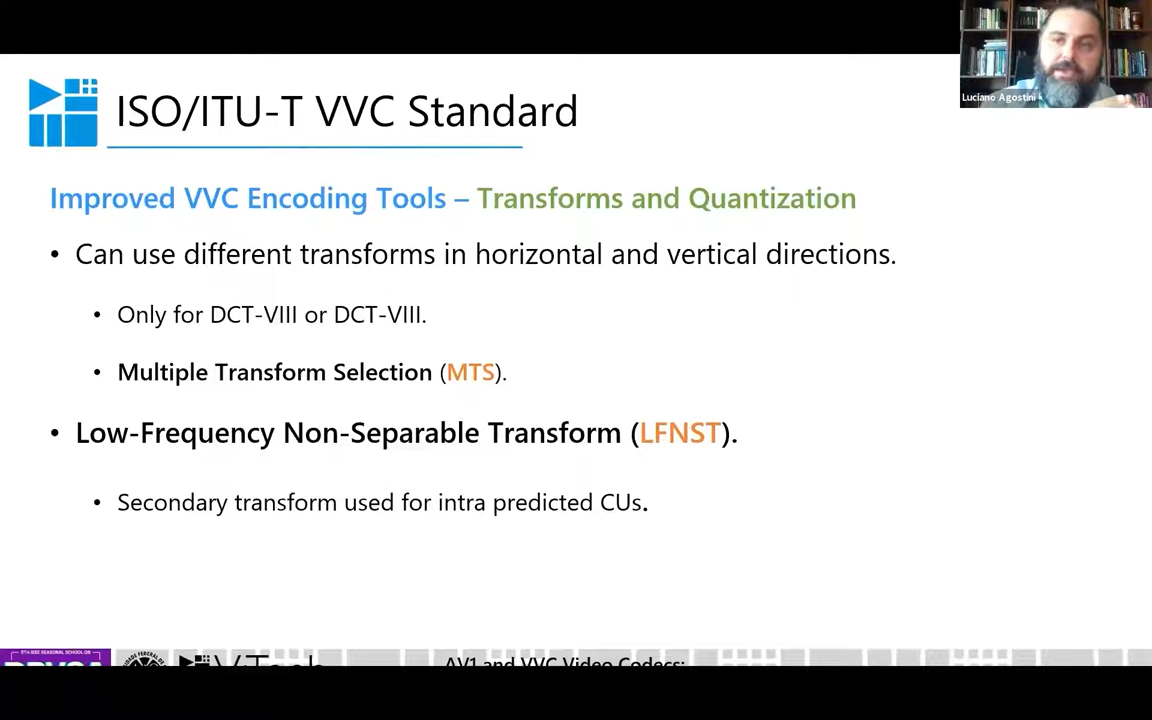 Luciano Agostini
ISO/ITU-T VVC Standard
Improved VVC Encoding Tools – Transforms and Quantization
• Can use different transforms in horizontal and vertical directions.
• Only for DCT-VIII or DCT-VIII.
• Multiple Transform Selection (MTS).
• Low-Frequency Non-Separable Transform (LFNST).
• Secondary transform used for intra predicted CUs.
AV1 and VVC Video Codecs: